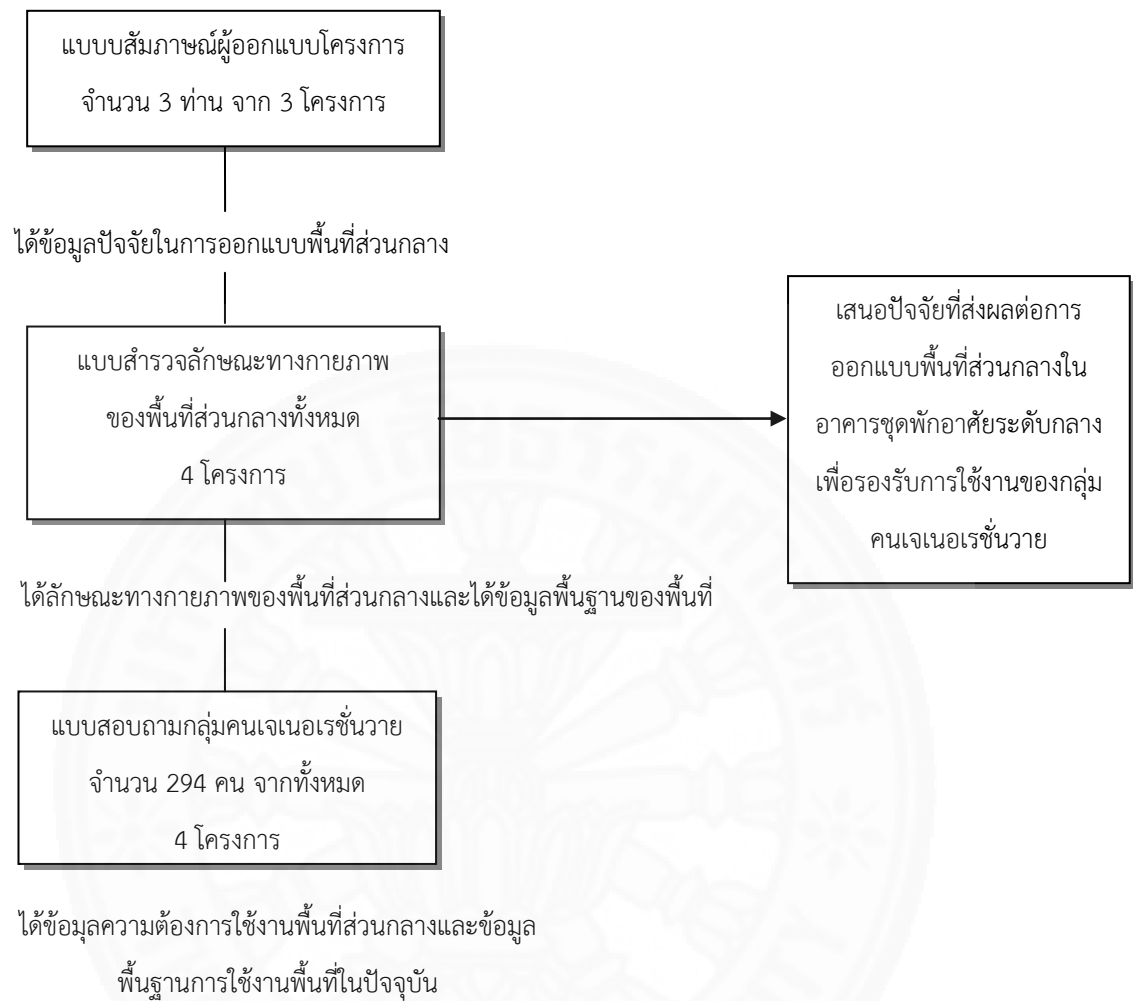 แบบบสัมภาษณ์ผู้ออกแบบโครงการ
จำนวน 3 ท่าน จาก 3 โครงการ
ได้ข้อมูลปัจจัยในการออกแบบพื้นที่ส่วนกลาง
แบบสำรวจลักษณะทางกายภาพ
ของพื้นที่ส่วนกลางทั้งหมด
4 โครงการ
เสนอปัจจัยที่ส่งผลต่อการ
ออกแบบพื้นที่ส่วนกลางใน
อาคารชุดพักอาศัยระดับกลาง
เพื่อรองรับการใช้งานของกลุ่ม
คนเจเนอเรชั่นวาย
ได้ลักษณะทางกายภาพของพื้นที่ส่วนกลางและได้ข้อมูลพื้นฐานของพื้นที่
แบบสอบถามกลุ่มคนเจเนอเรชั่นวาย
จำนวน 294 คน จากทั้งหมด
4 โครงการ
ได้ข้อมุลความต้องการใช้งานพื้นที่ส่วนกลางและข้อมูล
พื้นฐานการใช้งานพื้นที่ในปัจจุบัน